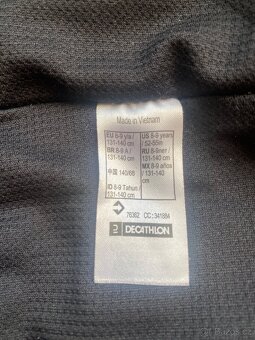 Made in Vietnam
EU 8-9 yrs / 131-140 cm
BR 8-9 A / 131-140 cm
中国 140/68
ID 8-9 Tahun / 131-140 cm
US 8-9 years / 52-55in
RU 8-9лет / 131-140 cm
MX 8-9 años / 131-140 cm
76362 CC: 341884
DECATHLON